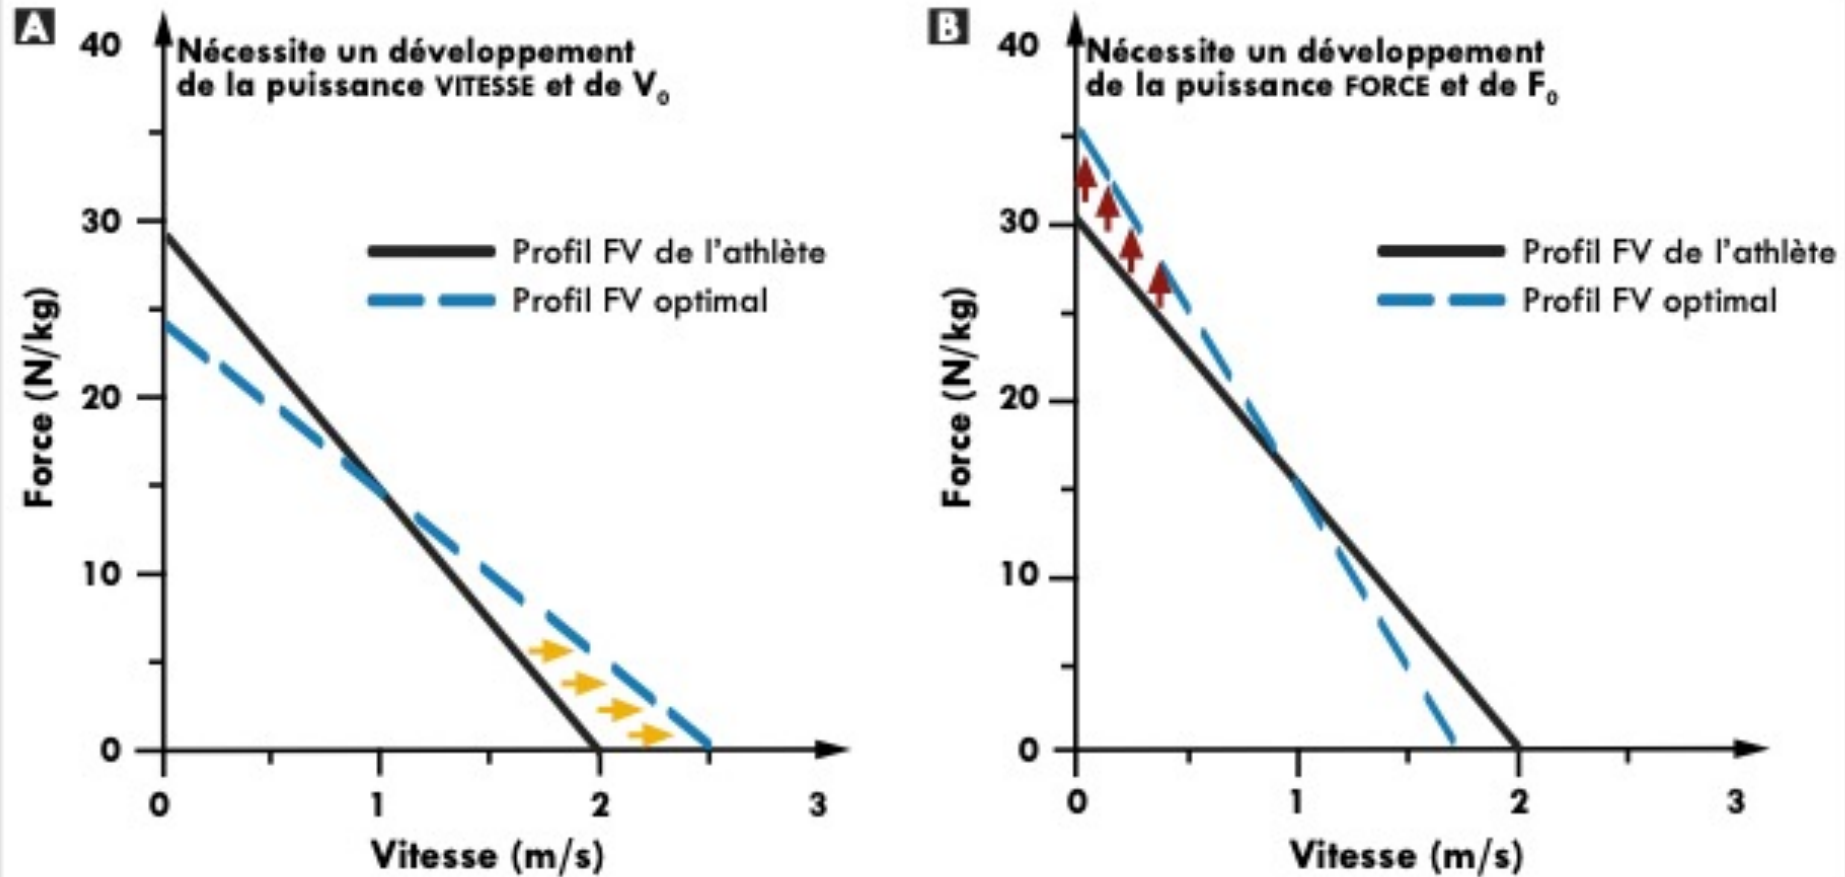 A
Nécessite un développement
de la puissance VITESSE et de V₀
40
30
20
10
0
Force (N/kg)
Profil FV de l'athlète
Profil FV optimal
0 1 2 3
Vitesse (m/s)
B
Nécessite un développement
de la puissance FORCE et de F₀
40
30
20
10
0
Force (N/kg)
Profil FV de l'athlète
Profil FV optimal
0 1 2 3
Vitesse (m/s)